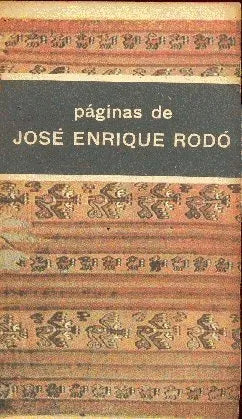 páginas de
JOSÉ ENRIQUE RODÓ